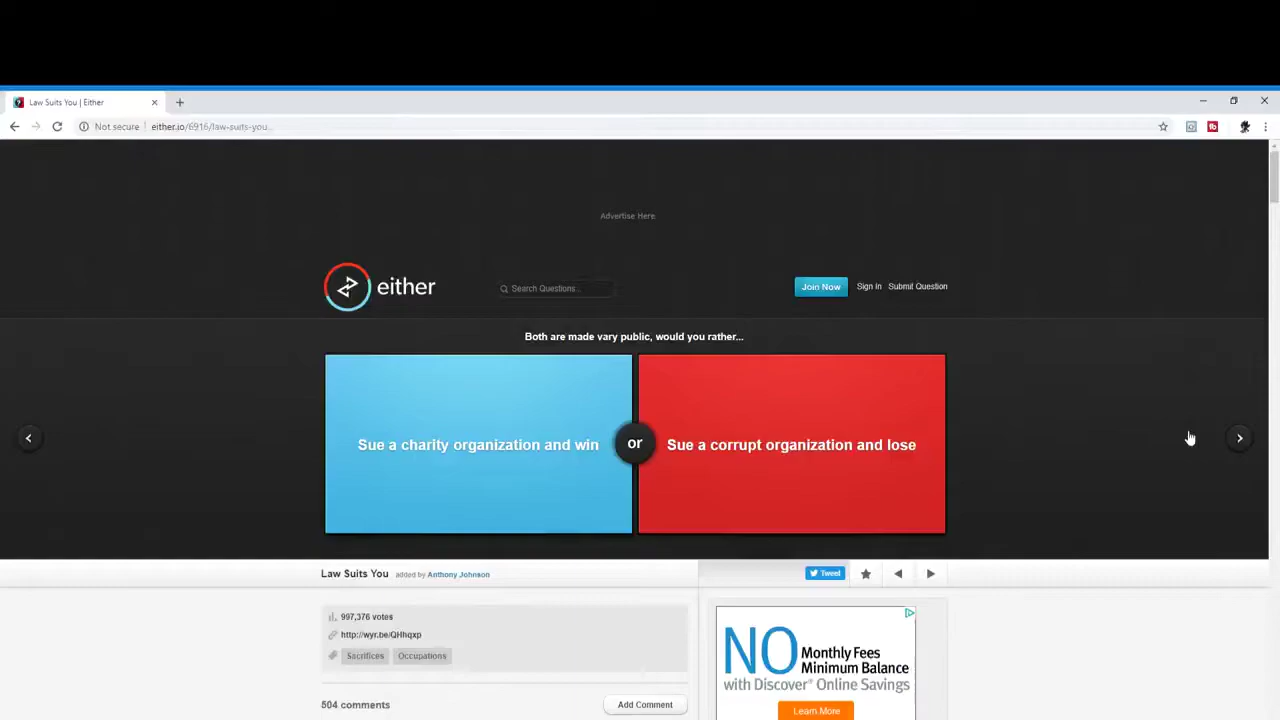 Law Suits You | Either
Not secure
either.io/6916/law-suits-you...
Advertise Here
either
Search Questions...
Join Now
Sign In
Submit Question
Both are made vary public, would you rather...
Sue a charity organization and win
or
Sue a corrupt organization and lose
Law Suits You added by Anthony Johnson
Tweet
997,376 votes
http://wyr.be/QHhqxp
Sacrifices
Occupations
504 comments
Add Comment
NO Monthly Fees
Minimum Balance
with Discover® Online Savings
Learn More